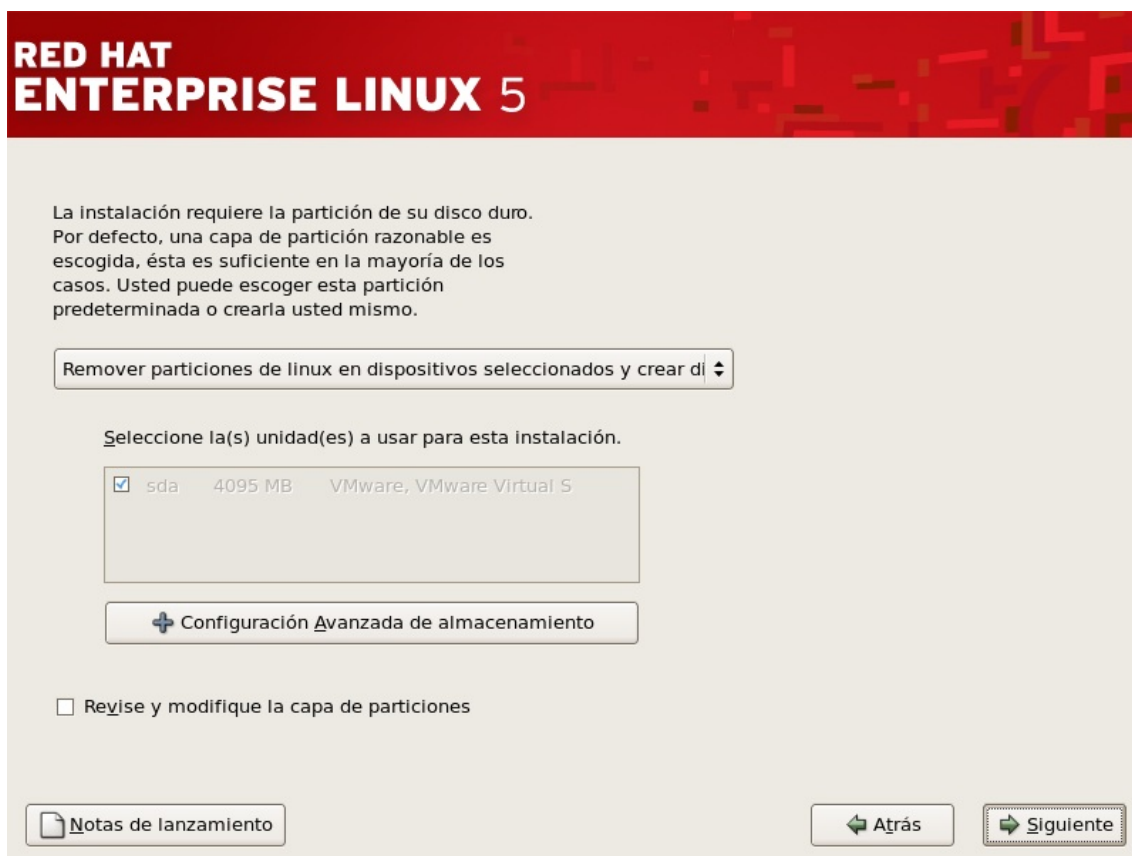 RED HAT
ENTERPRISE LINUX 5
La instalación requiere la partición de su disco duro.
Por defecto, una capa de partición razonable es
escogida, ésta es suficiente en la mayoría de los
casos. Usted puede escoger esta partición
predeterminada o crearla usted mismo.
Remover particiones de linux en dispositivos seleccionados y crear di
Seleccione la(s) unidad(es) a usar para esta instalación.
sda 4095 MB VMware, VMware Virtual S
Configuración Avanzada de almacenamiento
Revise y modifique la capa de particiones
Notas de lanzamiento
Atrás
Siguiente